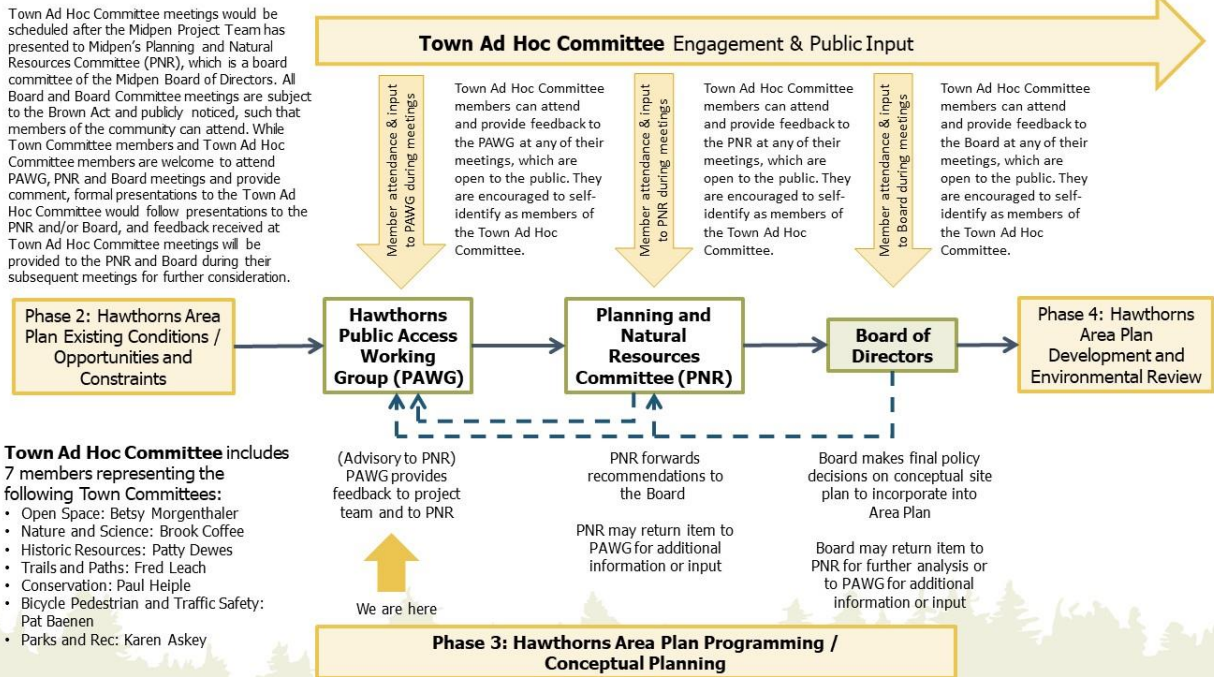 Town Ad Hoc Committee meetings would be
scheduled after the Midpen Project Team has
presented to Midpen's Planning and Natural
Resources Committee (PNR), which is a board
committee of the Midpen Board of Directors. All
Board and Board Committee meetings are subject
to the Brown Act and publicly noticed, such that
members of the community can attend. While
Town Committee members and Town Ad Hoc
Committee members are welcome to attend
PAWG, PNR and Board meetings and provide
comment, formal presentations to the Town Ad
Hoc Committee would follow presentations to the
PNR and/or Board, and feedback received at
Town Ad Hoc Committee meetings will be
provided to the PNR and Board during their
subsequent meetings for further consideration.
Town Ad Hoc Committee Engagement & Public Input
Member attendance & input
to PAWG during meetings
Town Ad Hoc Committee
members can attend
and provide feedback to
the PAWG at any of their
meetings, which are
open to the public. They
are encouraged to self-
identify as members of
the Town Ad Hoc
Committee.
Member attendance & input
to PNR during meetings
Town Ad Hoc Committee
members can attend
and provide feedback to
the PNR at any of their
meetings, which are
open to the public. They
are encouraged to self-
identify as members of
the Town Ad Hoc
Committee.
Member attendance & input
to Board during meetings
Town Ad Hoc Committee
members can attend
and provide feedback to
the Board at any of their
meetings, which are
open to the public. They
are encouraged to self-
identify as members of
the Town Ad Hoc
Committee.
Phase 2: Hawthorns Area
Plan Existing Conditions /
Opportunities and
Constraints
Hawthorns
Public Access
Working
Group (PAWG)
Planning and
Natural
Resources
Committee (PNR)
Board of
Directors
Phase 4: Hawthorns
Area Plan
Development and
Environmental Review
Town Ad Hoc Committee includes
7 members representing the
following Town Committees:
• Open Space: Betsy Morgenthaler
• Nature and Science: Brook Coffee
• Historic Resources: Patty Dewes
• Trails and Paths: Fred Leach
• Conservation: Paul Heiple
• Bicycle Pedestrian and Traffic Safety:
Pat Baenen
• Parks and Rec: Karen Askey
(Advisory to PNR)
PAWG provides
feedback to project
team and to PNR
We are here
PNR forwards
recommendations to
the Board
PNR may return item to
PAWG for additional
information or input
Board makes final policy
decisions on conceptual site
plan to incorporate into
Area Plan
Board may return item to
PNR for further analysis or
to PAWG for additional
information or input
Phase 3: Hawthorns Area Plan Programming /
Conceptual Planning